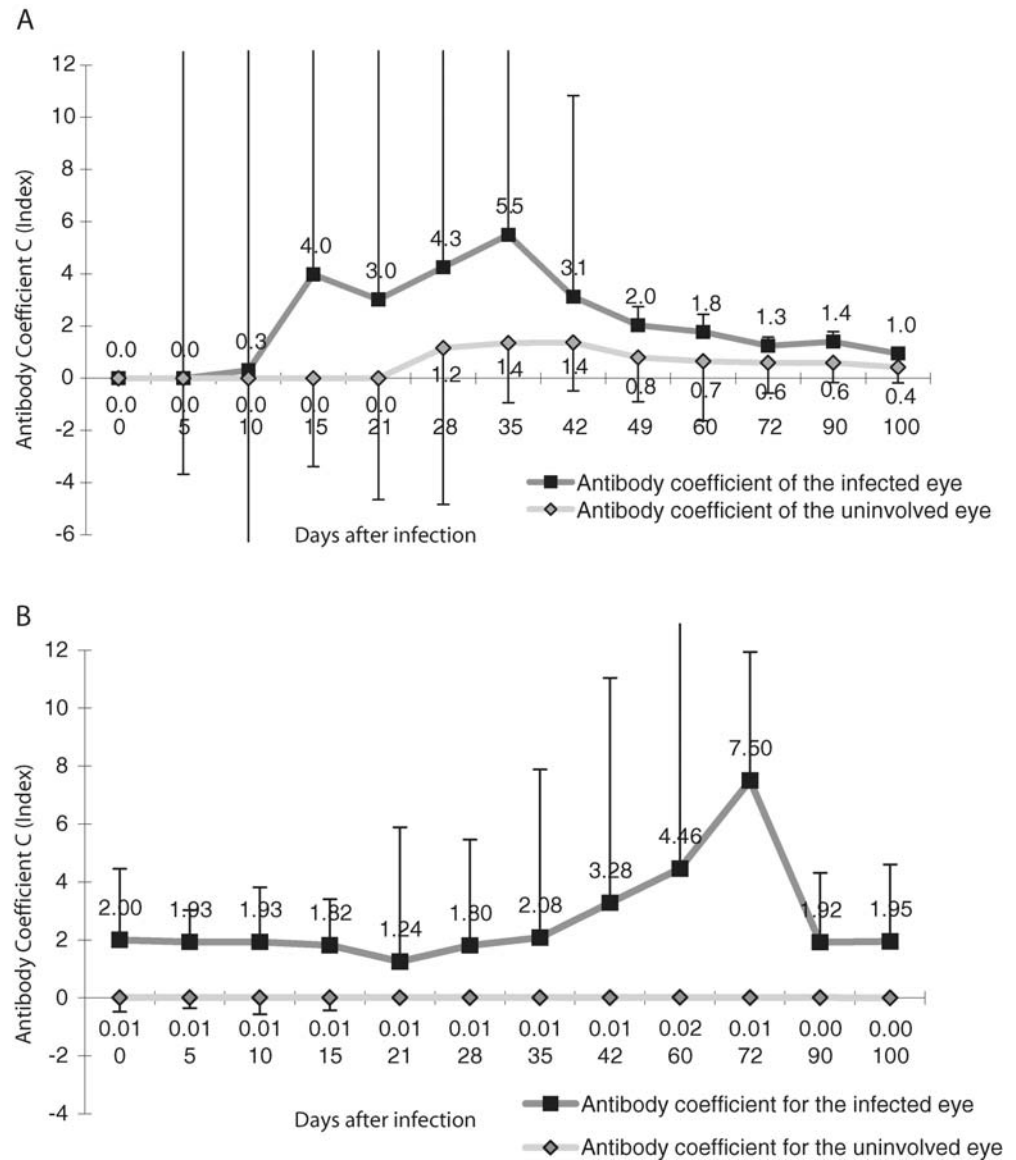 A
Antibody Coefficient C (Index)
12
10
8
6
4
2
0
-2
-4
-6
0.0 0.0 0.3 4.0 3.0 4.3 5.5 3.1 2.0 1.8 1.3 1.4 1.0
0.0 0.0 0.0 0.0 0.0 1.2 1.4 1.4 0.8 0.7 0.6 0.6 0.4
0 5 10 15 21 28 35 42 49 60 72 90 100
Antibody coefficient of the infected eye
Antibody coefficient of the uninvolved eye
Days after infection
B
Antibody Coefficient C (Index)
12
10
8
6
4
2
0
-2
-4
2.00 1.93 1.93 1.82 1.24 1.80 2.08 3.28 4.46 7.50 1.92 1.95
0.01 0.01 0.01 0.01 0.01 0.01 0.01 0.01 0.02 0.01 0.00 0.00
0 5 10 15 21 28 35 42 60 72 90 100
Antibody coefficient for the infected eye
Days after infection
Antibody coefficient for the uninvolved eye